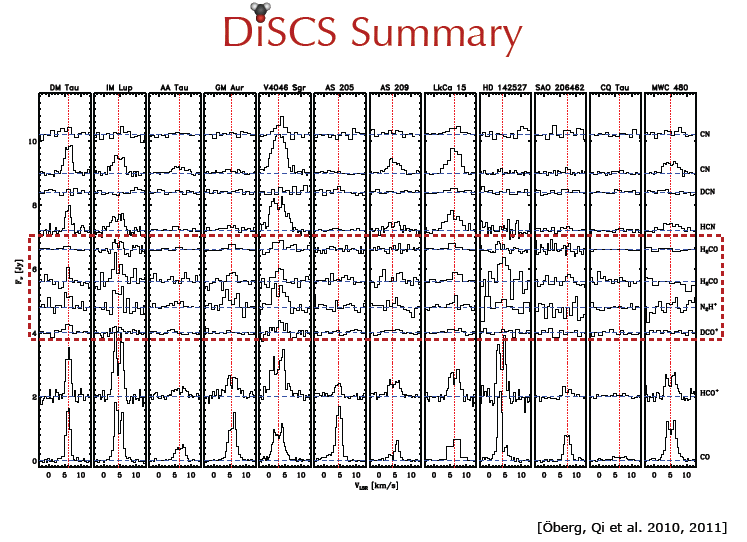 DiSCS Summary
DM Tau IM Lup AA Tau GM Aur V4046 Sgr AS 205 AS 209 LkCa 15 HD 142527 SAO 206462 CQ Tau MWC 480
CN
10
CN
DCN
8
HCN
H₂CO
6
H₂CO
N₂H⁺
4
DCO⁺
Fᵥ [Jy]
2
HCO⁺
0
CO
0 5 10 0 5 10 0 5 10 0 5 10 0 5 10 0 5 10 0 5 10 0 5 10 0 5 10 0 5 10 0 5 10 0 5 10
V_LSR [km/s]
[Öberg, Qi et al. 2010, 2011]